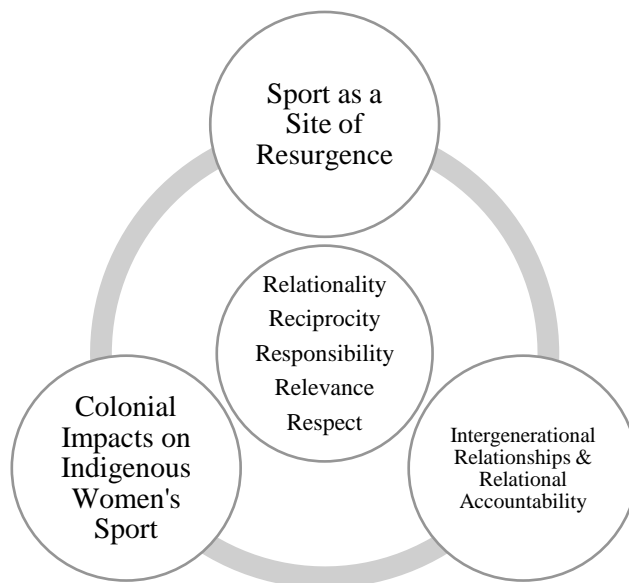 Sport as a
Site of
Resurgence
Relationality
Reciprocity
Responsibility
Relevance
Respect
Colonial
Impacts on
Indigenous
Women's
Sport
Intergenerational
Relationships &
Relational
Accountability